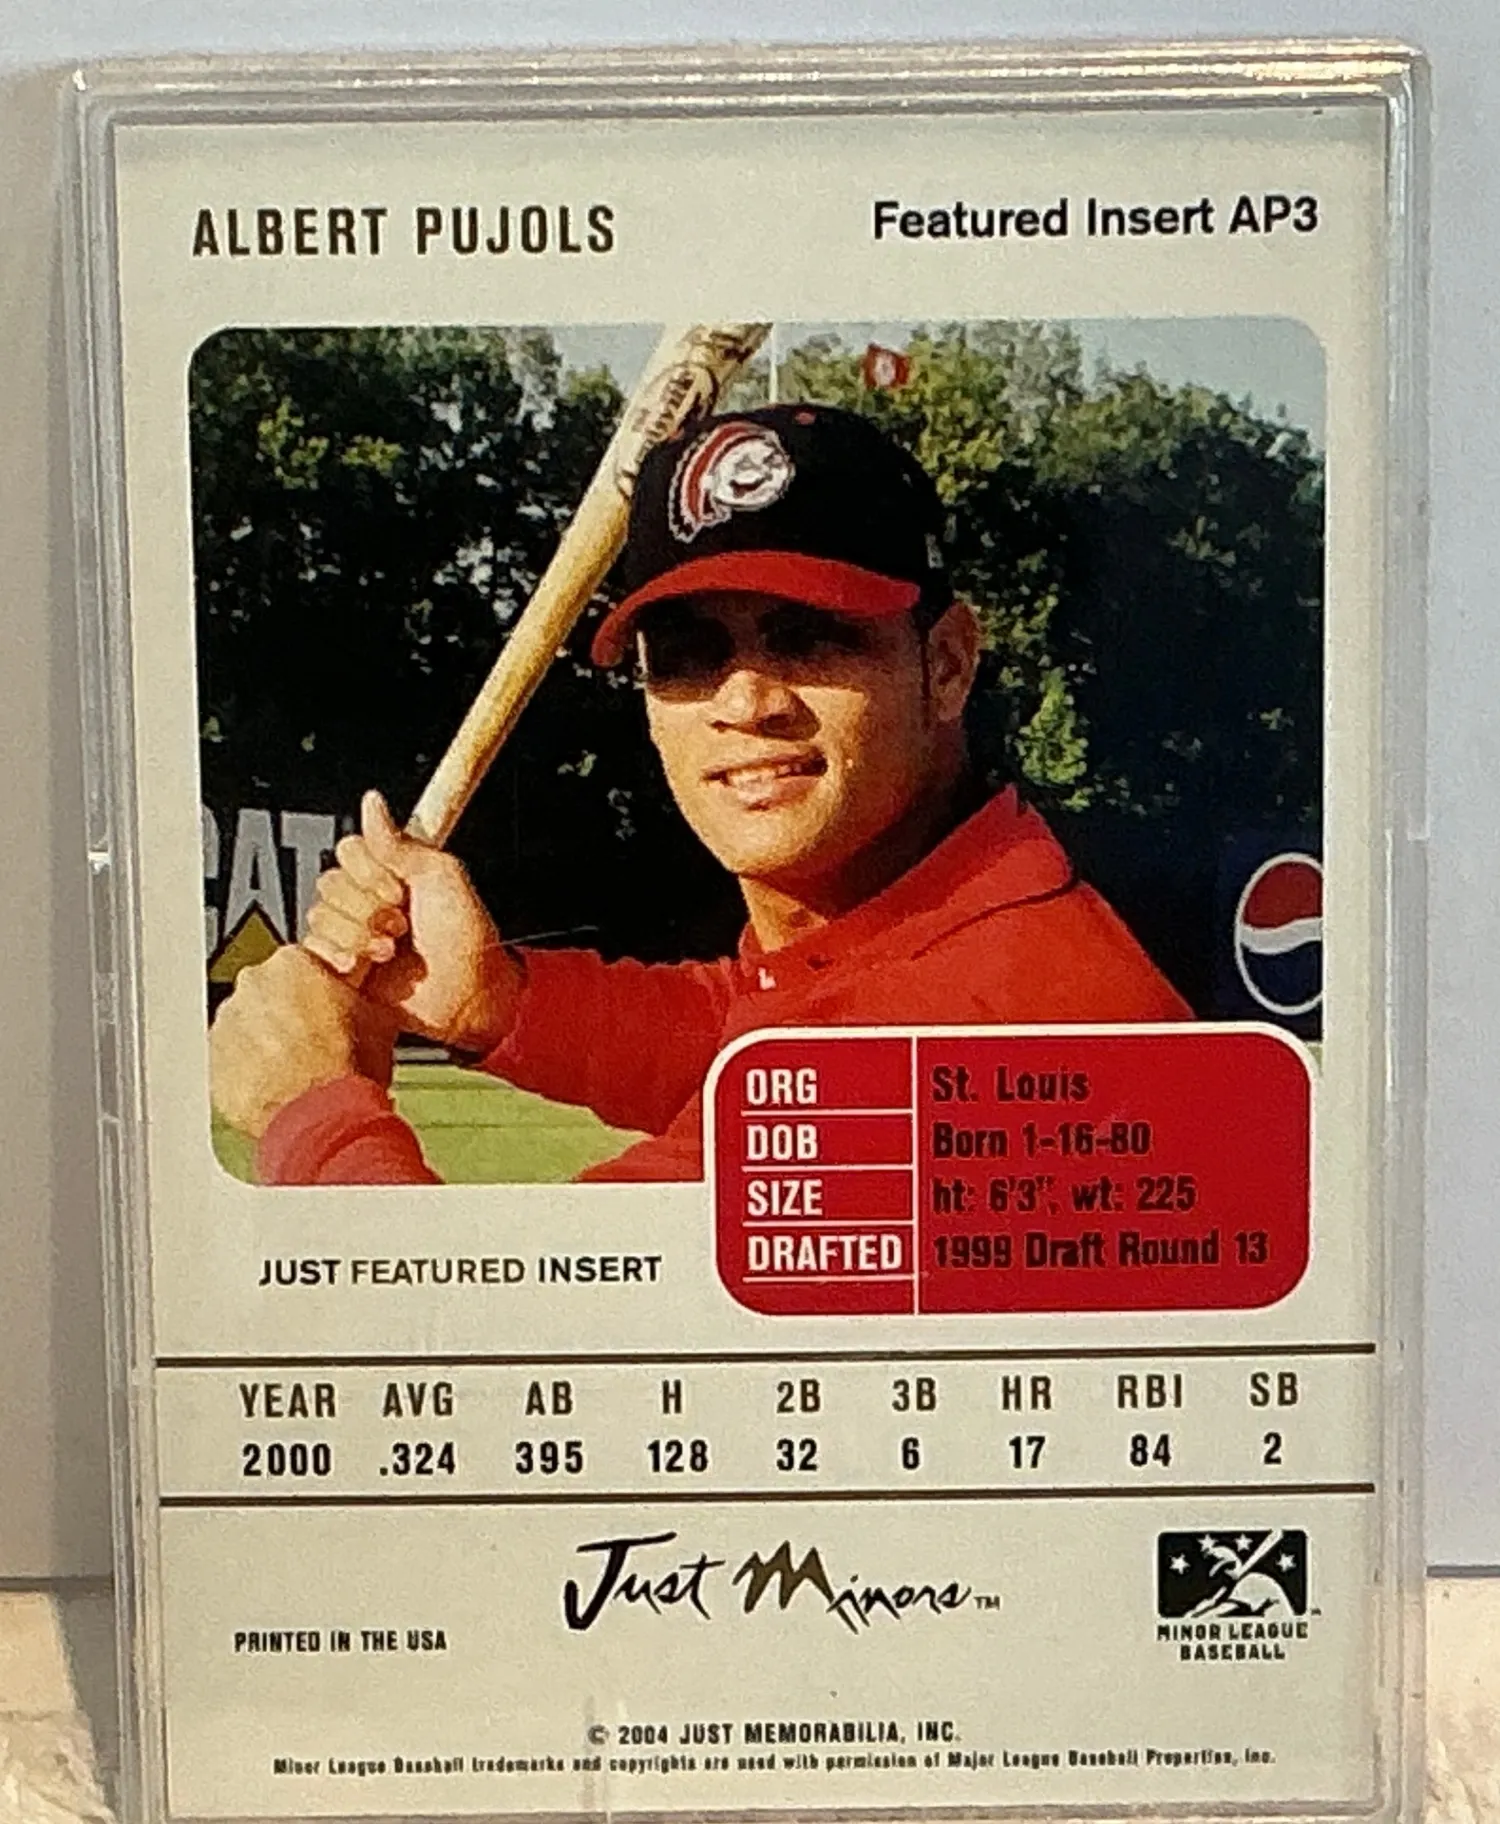 ALBERT PUJOLS
Featured Insert AP3
Louisville
CAT
ORG St. Louis
DOB Born 1-16-80
SIZE ht: 6'3", wt: 225
DRAFTED 1999 Draft Round 13
JUST FEATURED INSERT
YEAR AVG AB H 2B 3B HR RBI SB
2000 .324 395 128 32 6 17 84 2
Just Minors™
PRINTED IN THE USA
MINOR LEAGUE
BASEBALL
© 2004 JUST MEMORABILIA, INC.
Minor League Baseball trademarks and copyrights are used with permission of Major League Baseball Properties, Inc.